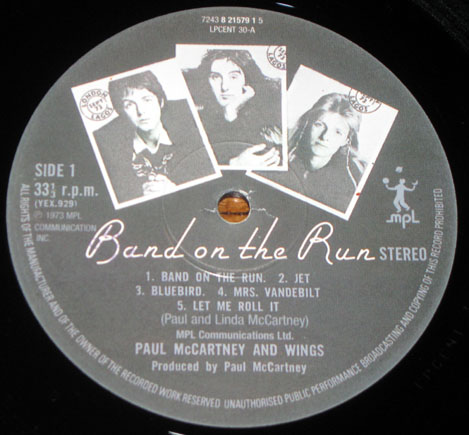 7243 8 21579 1 5
LPCENT 30-A
LONDON
LAGOS
LAGOS
LAGOS
SIDE 1
33⅓ r.p.m.
(YEX.929)
℗ 1973 MPL
COMMUNICATION
INC.
mpL
Band on the Run
STEREO
1. BAND ON THE RUN. 2. JET
3. BLUEBIRD. 4. MRS. VANDEBILT
5. LET ME ROLL IT
(Paul and Linda McCartney)
MPL Communications Ltd.
PAUL McCARTNEY AND WINGS
Produced by Paul McCartney
ALL RIGHTS OF THE MANUFACTURER AND OF THE OWNER OF THE RECORDED WORK RESERVED UNAUTHORISED PUBLIC PERFORMANCE BROADCASTING AND COPYING OF THIS RECORD PROHIBITED